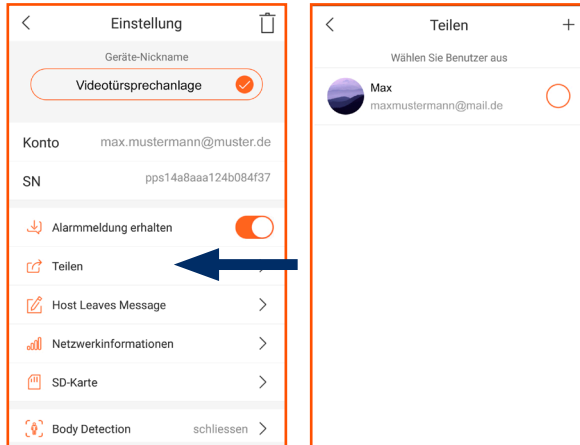 Einstellung
Geräte-Nickname
Videotürsprechanlage
Konto max.mustermann@muster.de
SN pps14a8aaa124b084f37
Alarmmeldung erhalten
Teilen
Host Leaves Message
Netzwerkinformationen
SD-Karte
Body Detection schliessen
Teilen
Wählen Sie Benutzer aus
Max
maxmustermann@mail.de